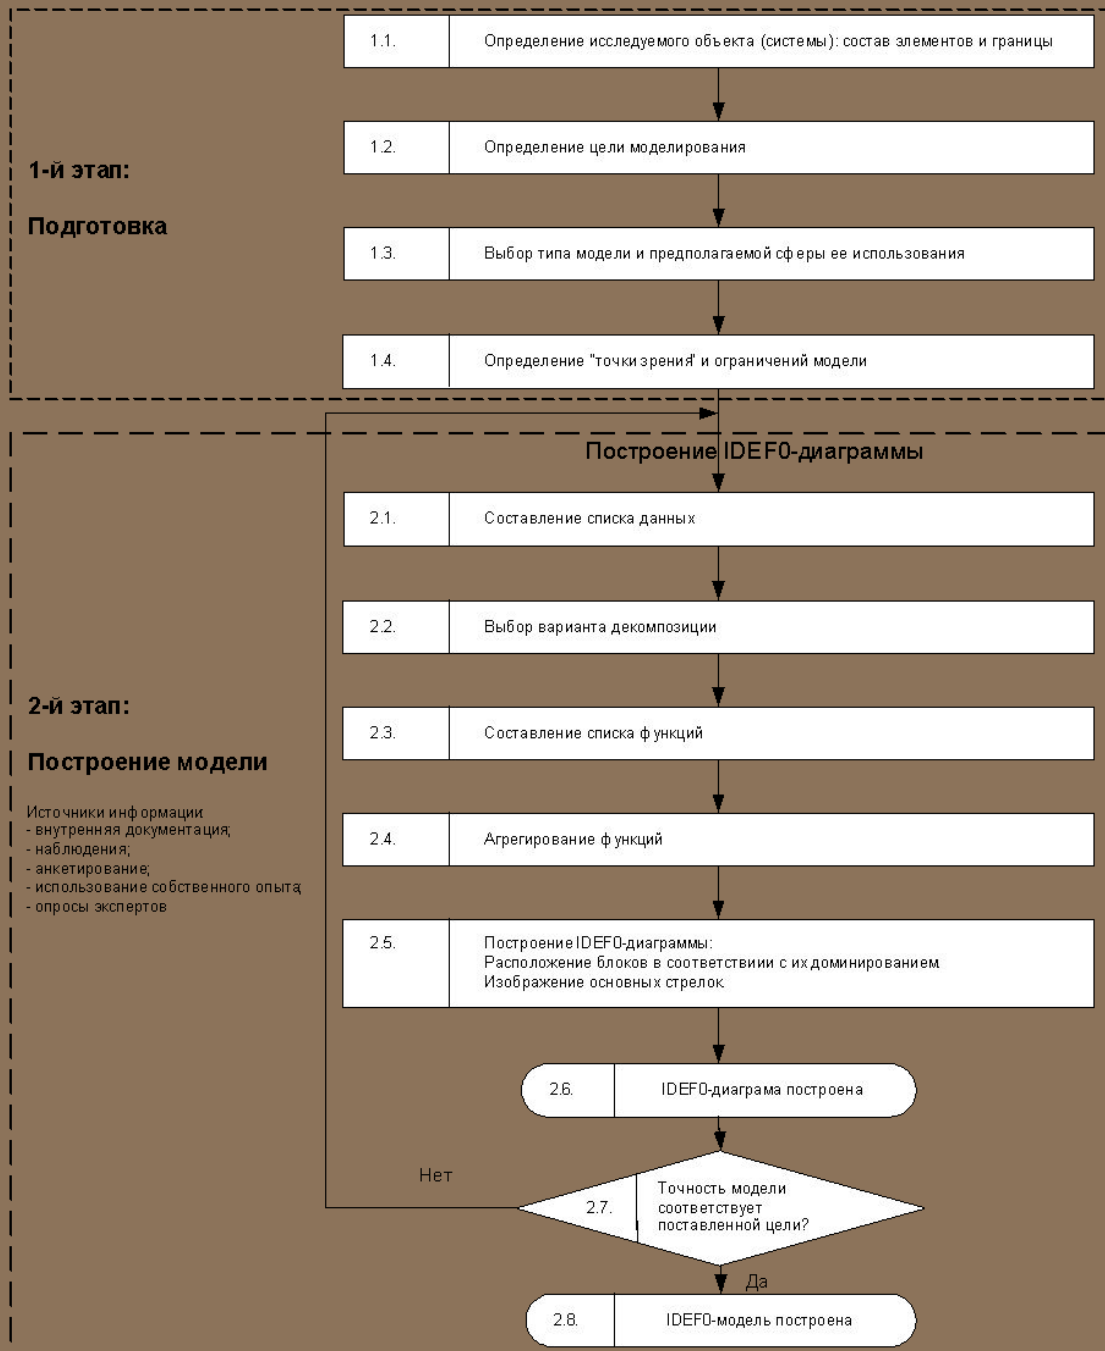 1.1.
Определение исследуемого объекта (системы): состав элементов и границы
1.2.
Определение цели моделирования
1-й этап:
Подготовка
1.3.
Выбор типа модели и предполагаемой сферы ее использования
1.4.
Определение "точки зрения" и ограничений модели
Построение IDEF0-диаграммы
2.1.
Составление списка данных
2.2.
Выбор варианта декомпозиции
2-й этап:
Построение модели
Источники информации:
- внутренняя документация;
- наблюдения;
- анкетирование;
- использование собственного опыта;
- опросы экспертов
2.3.
Составление списка функций
2.4.
Агрегирование функций
2.5.
Построение IDEF0-диаграммы:
Расположение блоков в соответствиии с их доминированием.
Изображение основных стрелок.
2.6.
IDEF0-диаграма построена
Нет
2.7.
Точность модели
соответствует
поставленной цели?
Да
2.8.
IDEF0-модель построена